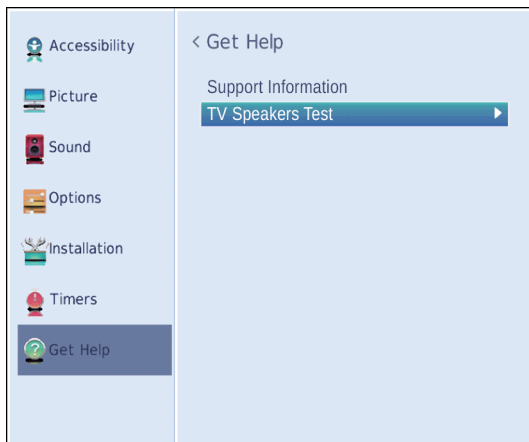 Accessibility
Picture
Sound
Options
Installation
Timers
Get Help
< Get Help
Support Information
TV Speakers Test